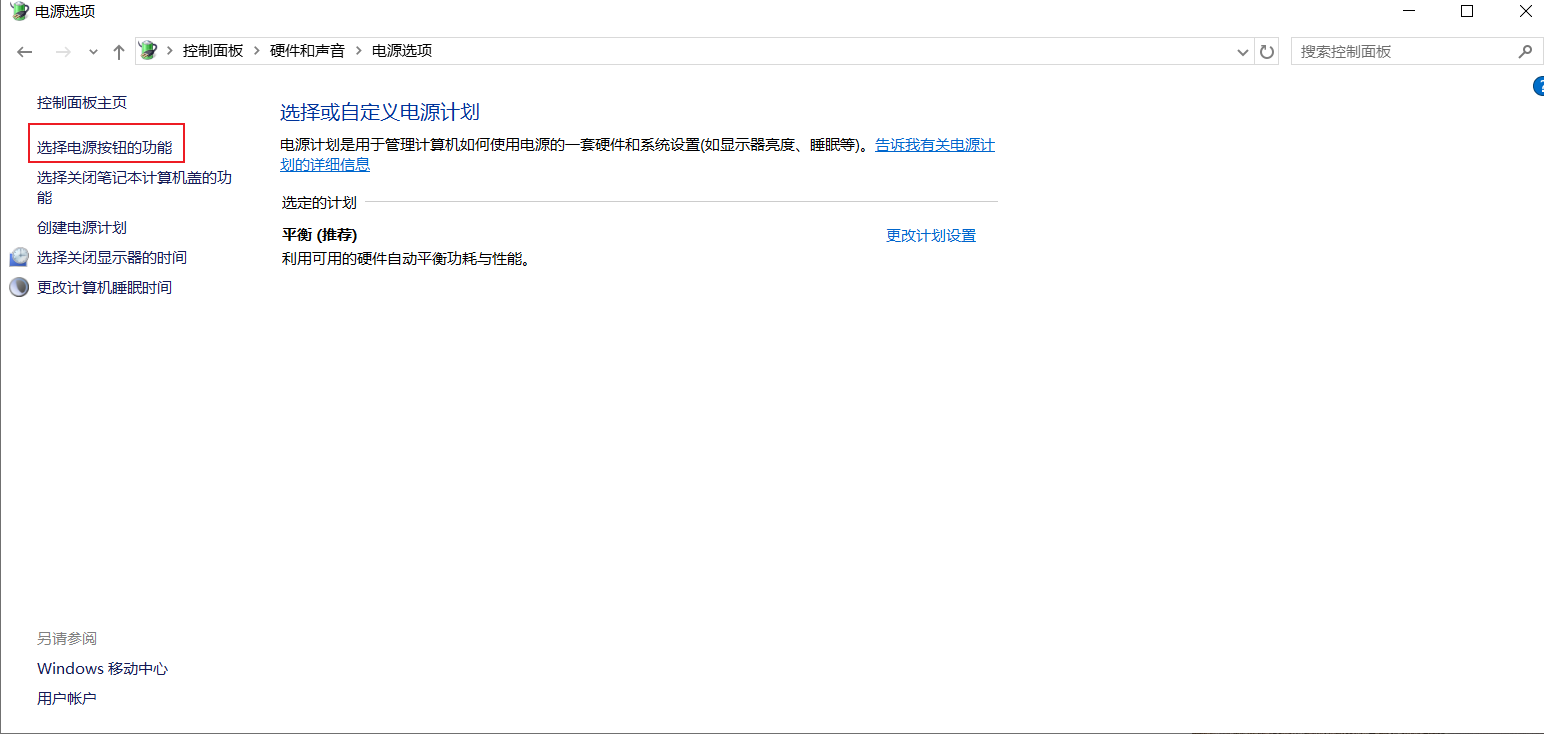 电源选项
控制面板 硬件和声音 电源选项
搜索控制面板
控制面板主页
选择电源按钮的功能
选择关闭笔记本计算机盖的功
能
创建电源计划
选择关闭显示器的时间
更改计算机睡眠时间
选择或自定义电源计划
电源计划是用于管理计算机如何使用电源的一套硬件和系统设置(如显示器亮度、睡眠等)。告诉我有关电源计
划的详细信息
选定的计划
平衡 (推荐)
更改计划设置
利用可用的硬件自动平衡功耗与性能。
另请参阅
Windows 移动中心
用户帐户